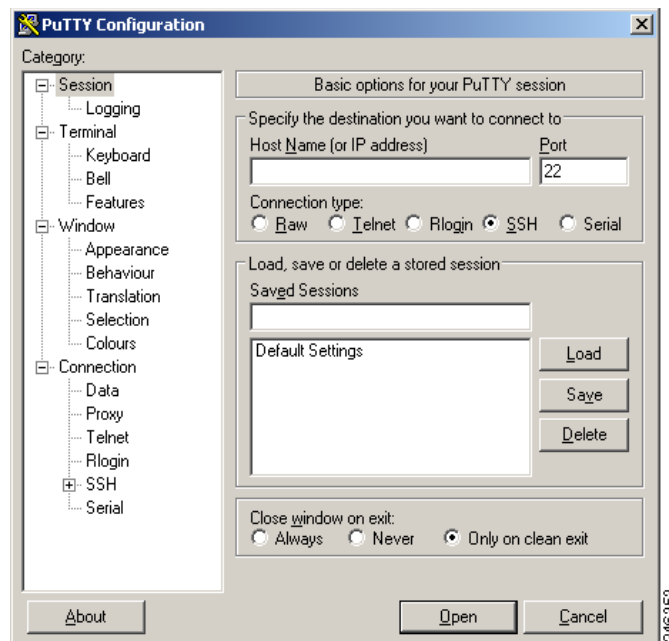 PuTTY Configuration
Category:
Session
Logging
Terminal
Keyboard
Bell
Features
Window
Appearance
Behaviour
Translation
Selection
Colours
Connection
Data
Proxy
Telnet
Rlogin
SSH
Serial
Basic options for your PuTTY session
Specify the destination you want to connect to
Host Name (or IP address) Port
22
Connection type:
Raw Telnet Rlogin SSH Serial
Load, save or delete a stored session
Saved Sessions
Default Settings
Load
Save
Delete
Close window on exit:
Always Never Only on clean exit
About Open Cancel